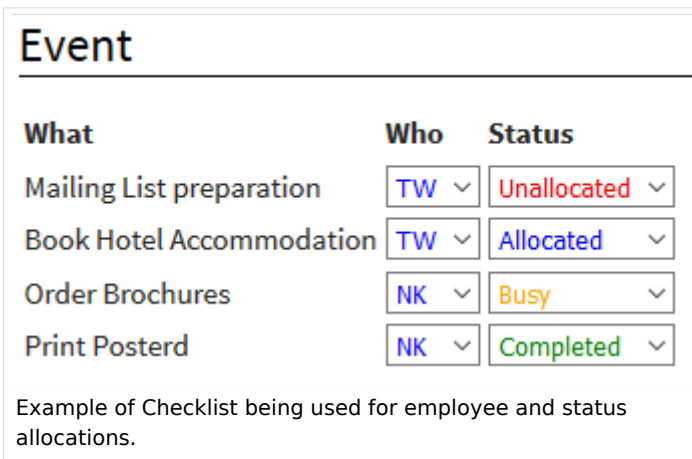 Event
What Who Status
Mailing List preparation TW Unallocated
Book Hotel Accommodation TW Allocated
Order Brochures NK Busy
Print Posterd NK Completed
Example of Checklist being used for employee and status
allocations.